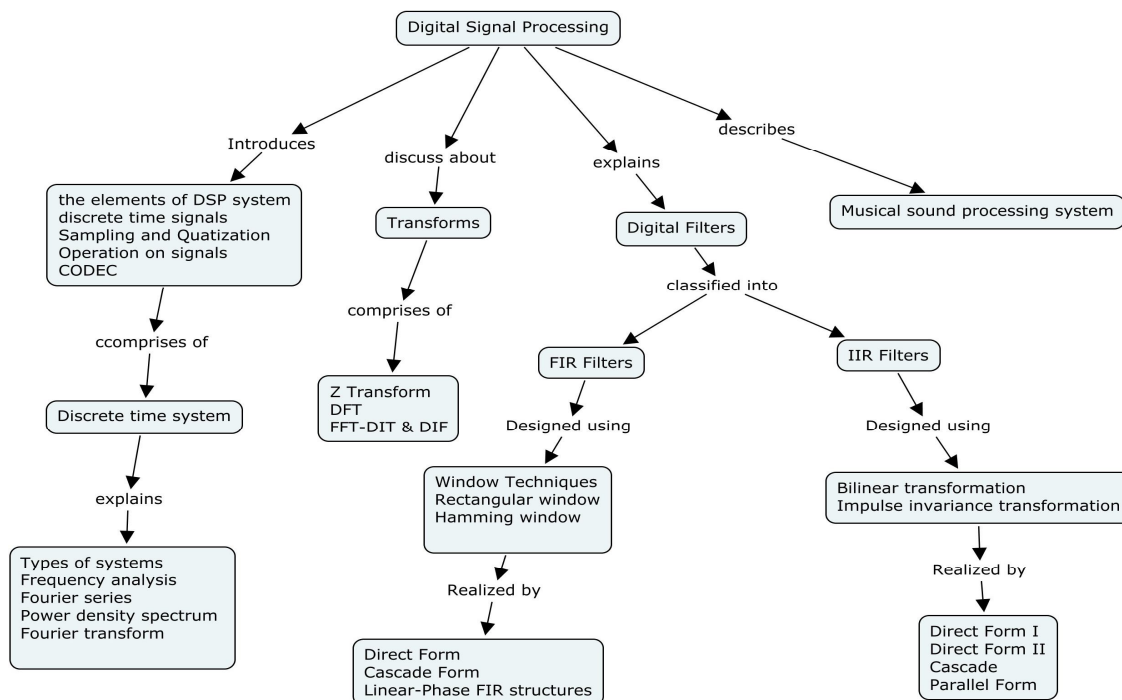 Digital Signal Processing
Introduces
discuss about
explains
describes
the elements of DSP system
discrete time signals
Sampling and Quatization
Operation on signals
CODEC
Transforms
Digital Filters
Musical sound processing system
ccomprises of
comprises of
classified into
Discrete time system
Z Transform
DFT
FFT-DIT & DIF
FIR Filters
IIR Filters
Designed using
Designed using
explains
Window Techniques
Rectangular window
Hamming window
Bilinear transformation
Impulse invariance transformation
Types of systems
Frequency analysis
Fourier series
Power density spectrum
Fourier transform
Realized by
Realized by
Direct Form
Cascade Form
Linear-Phase FIR structures
Direct Form I
Direct Form II
Cascade
Parallel Form